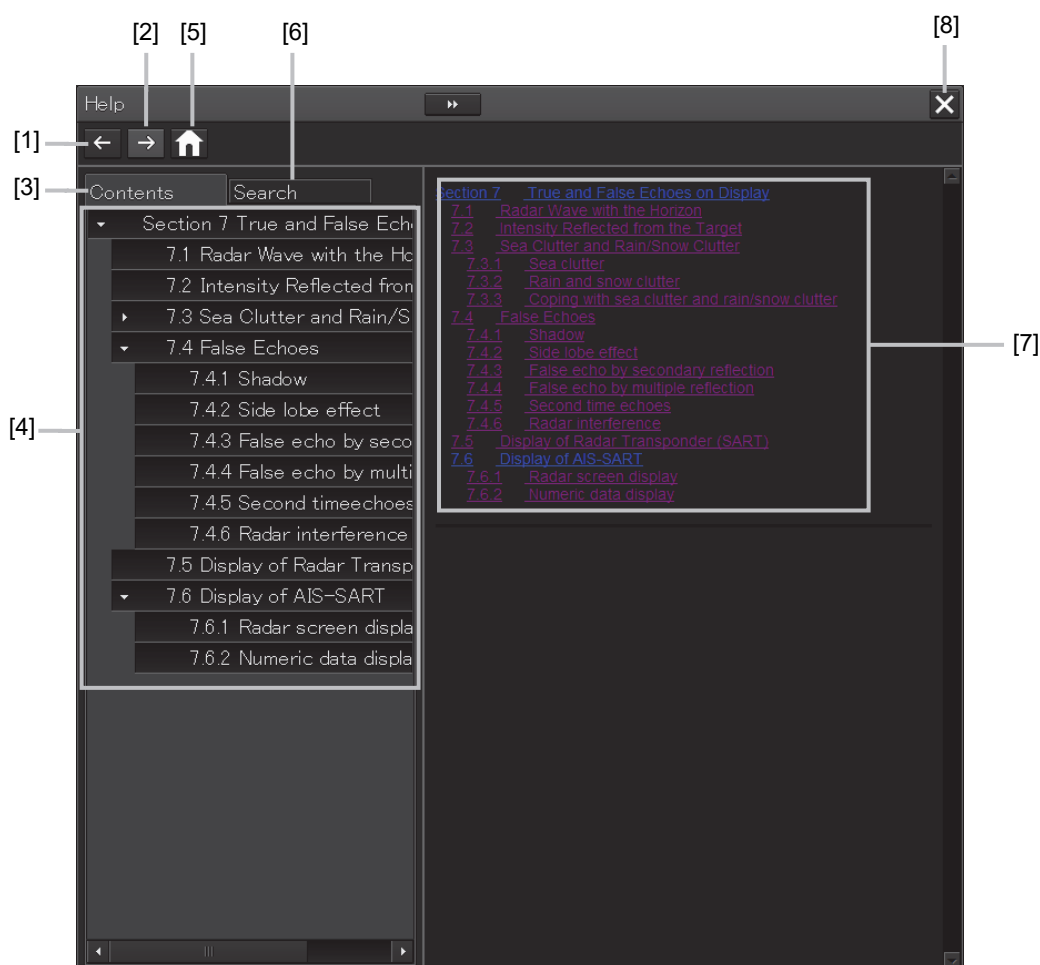 [2] [5] [6] [8]
Help
[1]
[3]
Contents Search
[4]
Section 7 True and False Ech
7.1 Radar Wave with the Ho
7.2 Intensity Reflected from
7.3 Sea Clutter and Rain/S
7.4 False Echoes
7.4.1 Shadow
7.4.2 Side lobe effect
7.4.3 False echo by seco
7.4.4 False echo by multi
7.4.5 Second timeechoes
7.4.6 Radar interference
7.5 Display of Radar Transp
7.6 Display of AIS-SART
7.6.1 Radar screen displa
7.6.2 Numeric data displa
Section 7 True and False Echoes on Display
7.1 Radar Wave with the Horizon
7.2 Intensity Reflected from the Target
7.3 Sea Clutter and Rain/Snow Clutter
7.3.1 Sea clutter
7.3.2 Rain and snow clutter
7.3.3 Coping with sea clutter and rain/snow clutter
7.4 False Echoes
7.4.1 Shadow
7.4.2 Side lobe effect
7.4.3 False echo by secondary reflection
7.4.4 False echo by multiple reflection
7.4.5 Second time echoes
7.4.6 Radar interference
7.5 Display of Radar Transponder (SART)
7.6 Display of AIS-SART
7.6.1 Radar screen display
7.6.2 Numeric data display
[7]